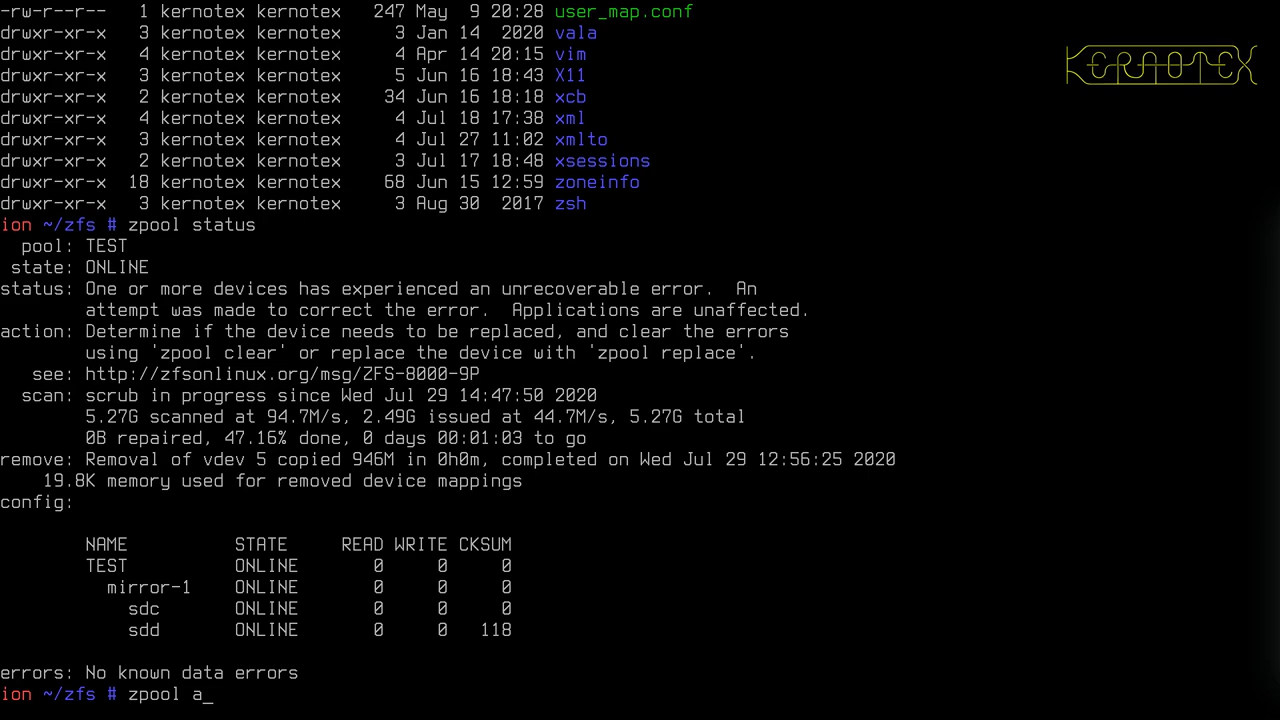 -rw-r--r--   1 kernotex kernotex   247 May  9 20:28 user_map.conf
drwxr-xr-x   3 kernotex kernotex     3 Jan 14  2020 vala
drwxr-xr-x   4 kernotex kernotex     4 Apr 14 20:15 vim
drwxr-xr-x   3 kernotex kernotex     5 Jun 16 18:43 X11
drwxr-xr-x   2 kernotex kernotex    34 Jun 16 18:18 xcb
drwxr-xr-x   4 kernotex kernotex     4 Jul 18 17:38 xml
drwxr-xr-x   3 kernotex kernotex     4 Jul 27 11:02 xmlto
drwxr-xr-x   2 kernotex kernotex     3 Jul 17 18:48 xsessions
drwxr-xr-x  18 kernotex kernotex    68 Jun 15 12:59 zoneinfo
drwxr-xr-x   3 kernotex kernotex     3 Aug 30  2017 zsh
KERNOTEX
ion ~/zfs # zpool status
  pool: TEST
 state: ONLINE
status: One or more devices has experienced an unrecoverable error.  An
        attempt was made to correct the error.  Applications are unaffected.
action: Determine if the device needs to be replaced, and clear the errors
        using 'zpool clear' or replace the device with 'zpool replace'.
   see: http://zfsonlinux.org/msg/ZFS-8000-9P
  scan: scrub in progress since Wed Jul 29 14:47:50 2020
        5.27G scanned at 94.7M/s, 2.49G issued at 44.7M/s, 5.27G total
        0B repaired, 47.16% done, 0 days 00:01:03 to go
remove: Removal of vdev 5 copied 946M in 0h0m, completed on Wed Jul 29 12:56:25 2020
    19.8K memory used for removed device mappings
config:
        NAME          STATE     READ WRITE CKSUM
        TEST          ONLINE       0     0     0
          mirror-1    ONLINE       0     0     0
            sdc       ONLINE       0     0     0
            sdd       ONLINE       0     0   118
errors: No known data errors
ion ~/zfs # zpool a_